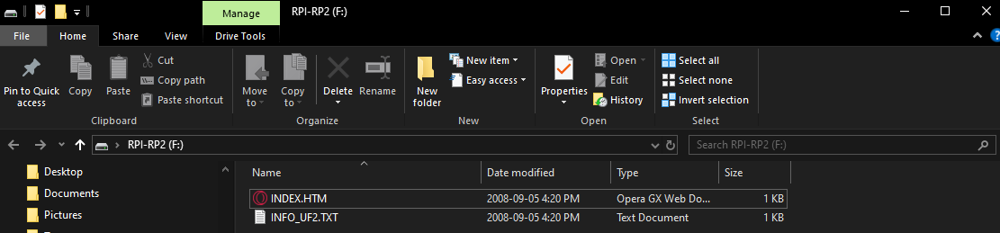 Manage RPI-RP2 (F:)
File Home Share View Drive Tools
Pin to Quick access
Copy
Paste
Cut
Copy path
Paste shortcut
Clipboard
Move to
Copy to
Delete
Rename
Organize
New folder
New item
Easy access
New
Properties
Open
Edit
History
Open
Select all
Select none
Invert selection
Select
RPI-RP2 (F:) Search RPI-RP2 (F:)
Desktop
Documents
Pictures
Name Date modified Type Size
INDEX.HTM 2008-09-05 4:20 PM Opera GX Web Do... 1 KB
INFO_UF2.TXT 2008-09-05 4:20 PM Text Document 1 KB